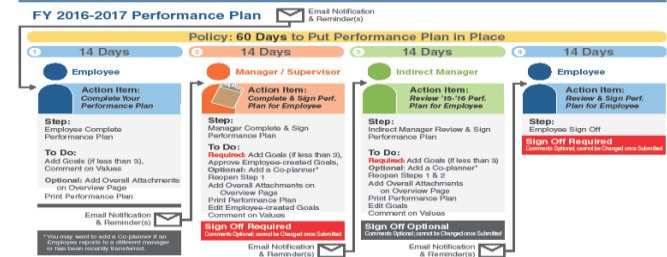 FY 2016-2017 Performance Plan
Email Notification
& Reminder(s)
Policy: 60 Days to Put Performance Plan in Place
1
14 Days
Employee
Action Item:
Complete Your
Performance Plan
Step:
Employee Complete
Performance Plan
To Do:
Add Goals (if less than 3),
Comment on Values
Optional: Add Overall Attachments
on Overview Page
Print Performance Plan
Email Notification
& Reminder(s)
*You may want to add a Co-planner if an
Employee reports to a different manager
or has been recently transferred.
2
14 Days
Manager / Supervisor
Action Item:
Complete & Sign Perf.
Plan for Employee
Step:
Manager Complete & Sign
Performance Plan
To Do:
Required: Add Goals (if less than 3),
Approve Employee-created Goals,
Optional: Add a Co-planner*
Reopen Step 1
Add Overall Attachments on
Overview Page
Print Performance Plan
Edit Employee-created Goals
Comment on Values
Sign Off Required
Comments Optional; cannot be Changed once Submitted
Email Notification
& Reminder(s)
3
14 Days
Indirect Manager
Action Item:
Review '15-'16 Perf.
Plan for Employee
Step:
Indirect Manager Review & Sign
Performance Plan
To Do:
Required: Add Goals (if less than 3)
Optional: Add a Co-planner*
Reopen Steps 1 & 2
Add Overall Attachments
on Overview Page
Print Performance Plan
Edit Goals
Comment on Values
Sign Off Optional
Comments Optional; cannot be Changed once Submitted
Email Notification
& Reminder(s)
4
14 Days
Employee
Action Item:
Review & Sign Perf.
Plan for Employee
Step:
Employee Sign Off
Sign Off Required
Comments Optional; cannot be Changed once Submitted